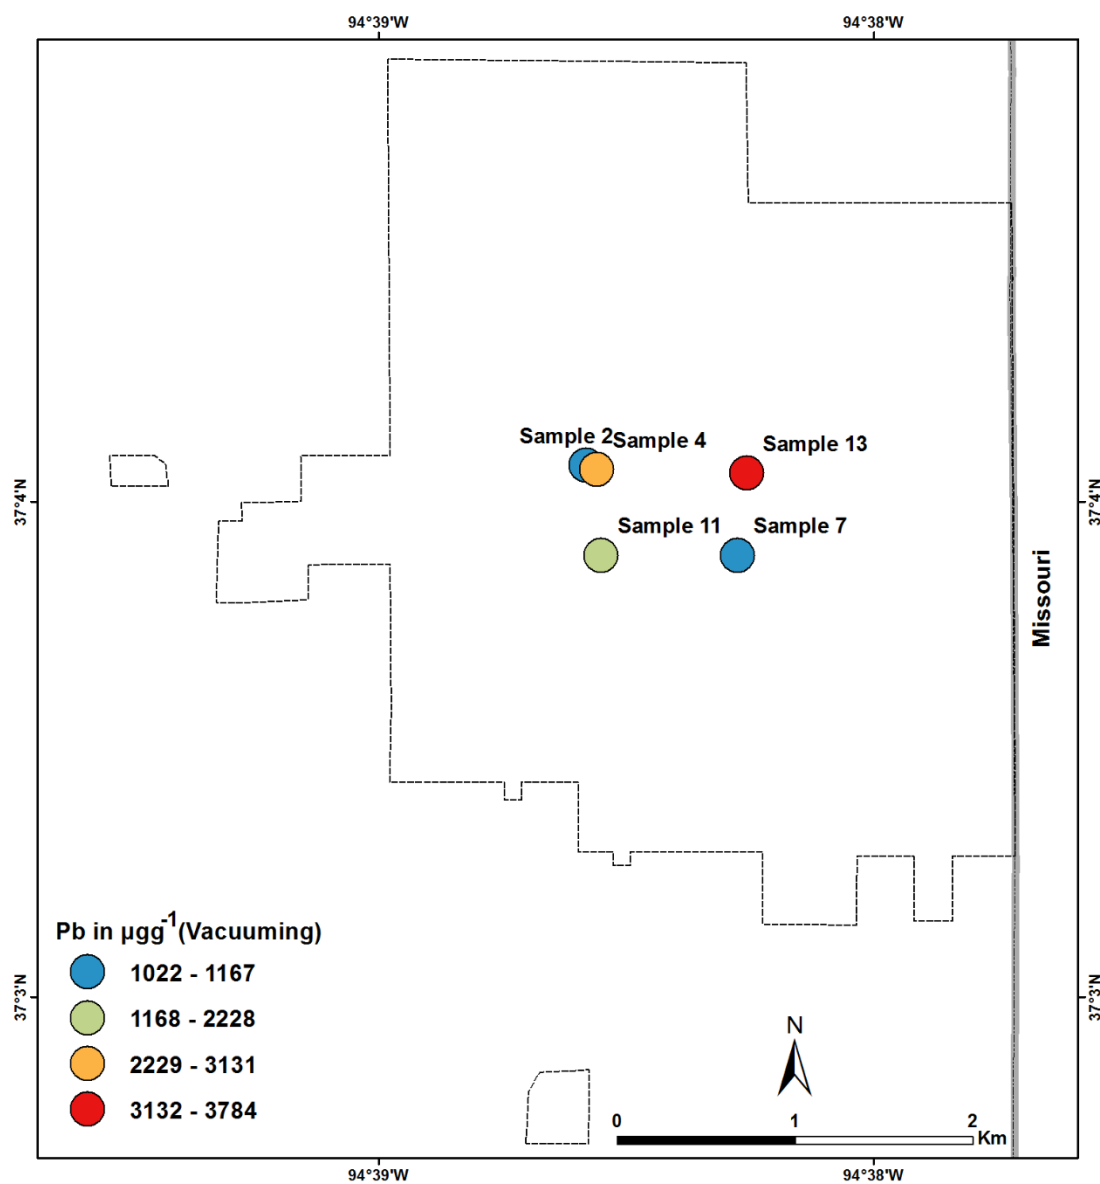 94°39'W 94°38'W
Sample 2 Sample 4 Sample 13
37°4'N 37°4'N
Sample 11 Sample 7
Missouri
Pb in µgg-1(Vacuuming)
1022 - 1167
1168 - 2228
2229 - 3131
3132 - 3784
37°3'N 37°3'N
N
0 1 2
Km
94°39'W 94°38'W